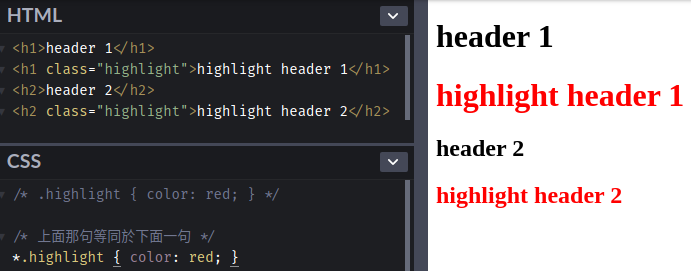 HTML
<h1>header 1</h1>
<h1 class="highlight">highlight header 1</h1>
<h2>header 2</h2>
<h2 class="highlight">highlight header 2</h2>
CSS
/* .highlight { color: red; } */
/* 上面那句等同於下面一句 */
*.highlight { color: red; }
header 1
highlight header 1
header 2
highlight header 2